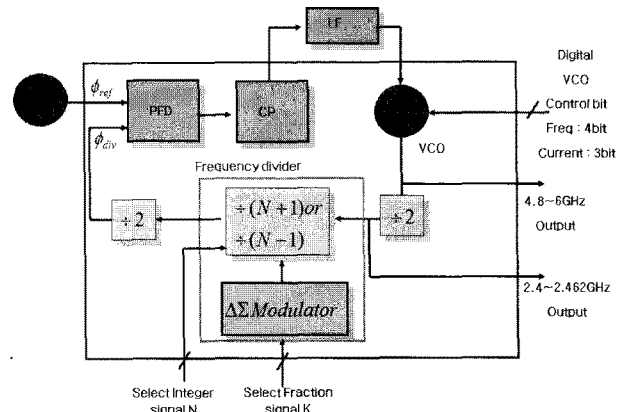 LF
Digital
VCO
Control bit
Freq : 4bit
Current : 3bit
ϕref
PFD
CP
ϕdiv
VCO
Frequency divider
4.8~6GHz
Output
÷2
÷(N+1)or
÷(N−1)
÷2
2.4~2.462GHz
Output
ΔΣModulator
Select Integer
signal N
Select Fraction
signal K